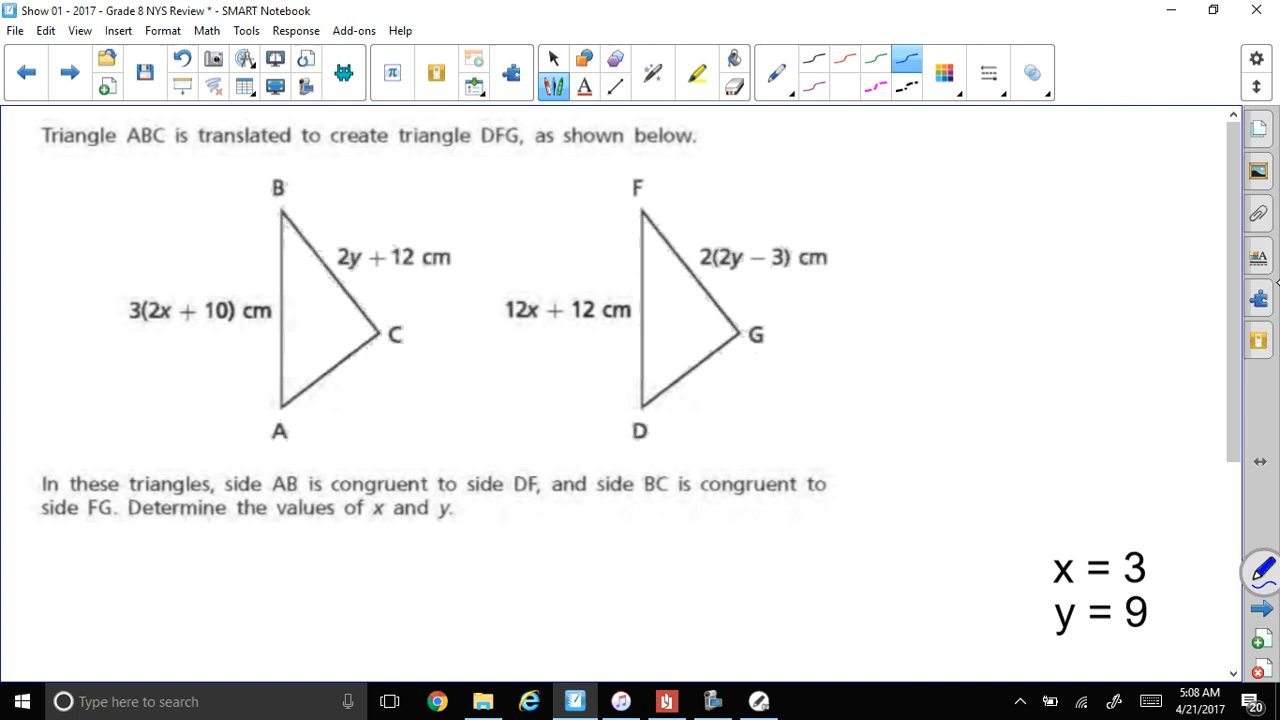 Show 01 - 2017 - Grade 8 NYS Review * - SMART Notebook
File Edit View Insert Format Math Tools Response Add-ons Help
Triangle ABC is translated to create triangle DFG, as shown below.
B
F
2y + 12 cm
2(2y − 3) cm
3(2x + 10) cm
12x + 12 cm
C
G
A
D
In these triangles, side AB is congruent to side DF, and side BC is congruent to
side FG. Determine the values of x and y.
x = 3
y = 9
Type here to search
5:08 AM
4/21/2017
20